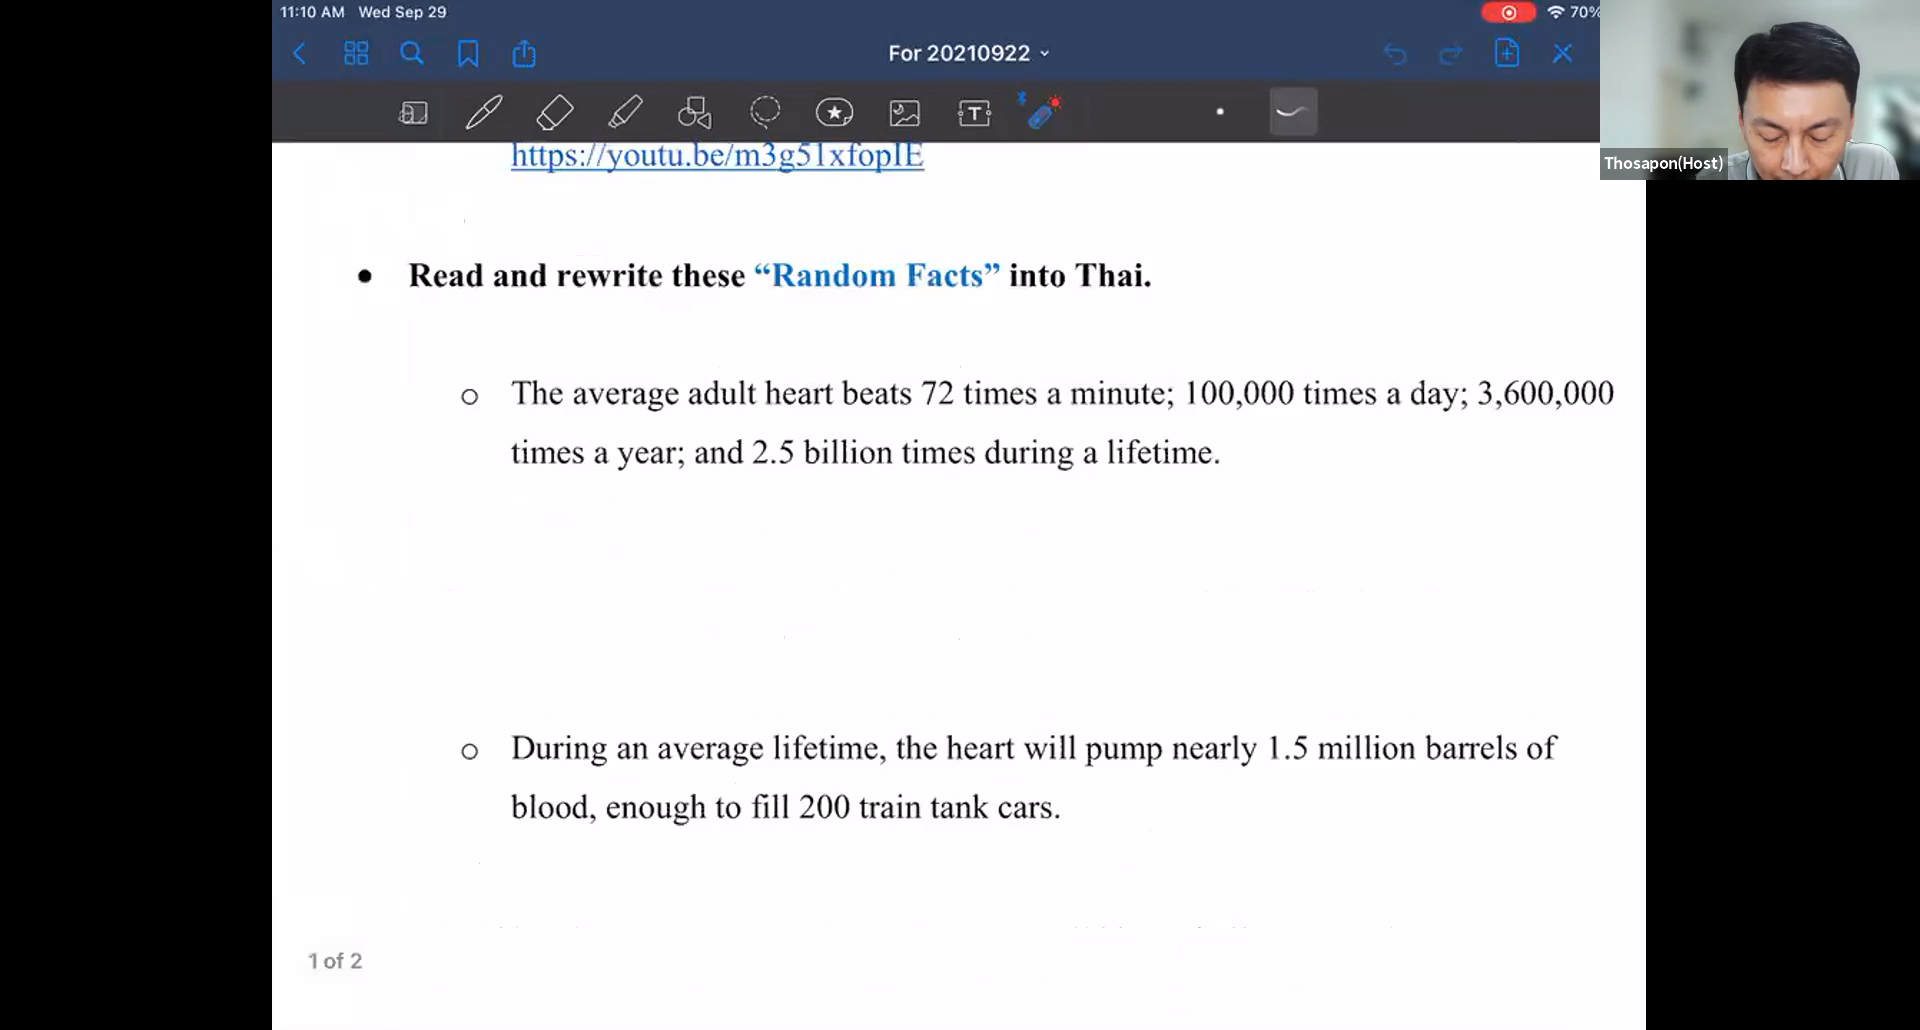 11:10 AM Wed Sep 29
70%
For 20210922
T
Thosapon(Host)
https://youtu.be/m3g51xfopIE
• Read and rewrite these “Random Facts” into Thai.
o The average adult heart beats 72 times a minute; 100,000 times a day; 3,600,000
times a year; and 2.5 billion times during a lifetime.
o During an average lifetime, the heart will pump nearly 1.5 million barrels of
blood, enough to fill 200 train tank cars.
1 of 2